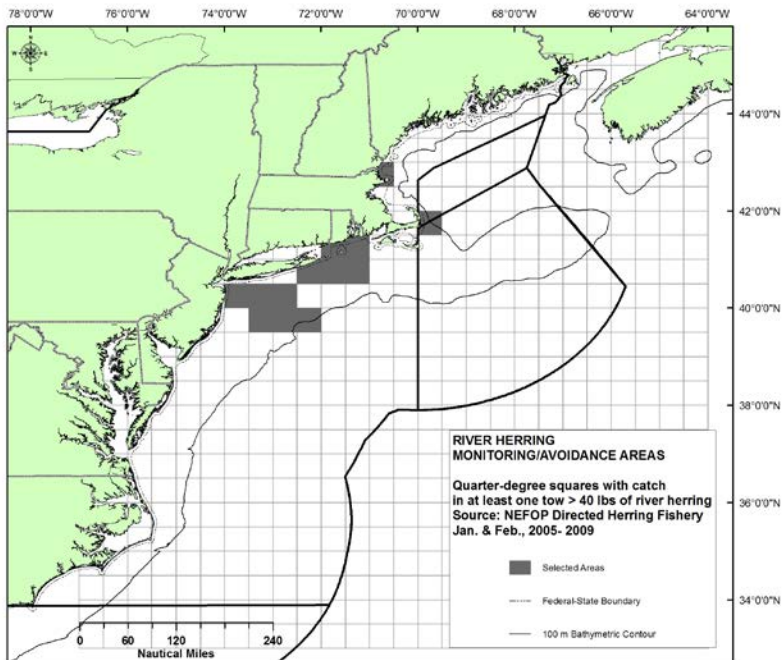 78°0'0"W 76°0'0"W 74°0'0"W 72°0'0"W 70°0'0"W 68°0'0"W 66°0'0"W 64°0'0"W
N
W E
S
44°0'0"N
42°0'0"N
40°0'0"N
38°0'0"N
36°0'0"N
34°0'0"N
RIVER HERRING
MONITORING/AVOIDANCE AREAS
Quarter-degree squares with catch
in at least one tow > 40 lbs of river herring
Source: NEFOP Directed Herring Fishery
Jan. & Feb., 2005- 2009
Selected Areas
Federal-State Boundary
100 m Bathymetric Contour
0 60 120 240
Nautical Miles